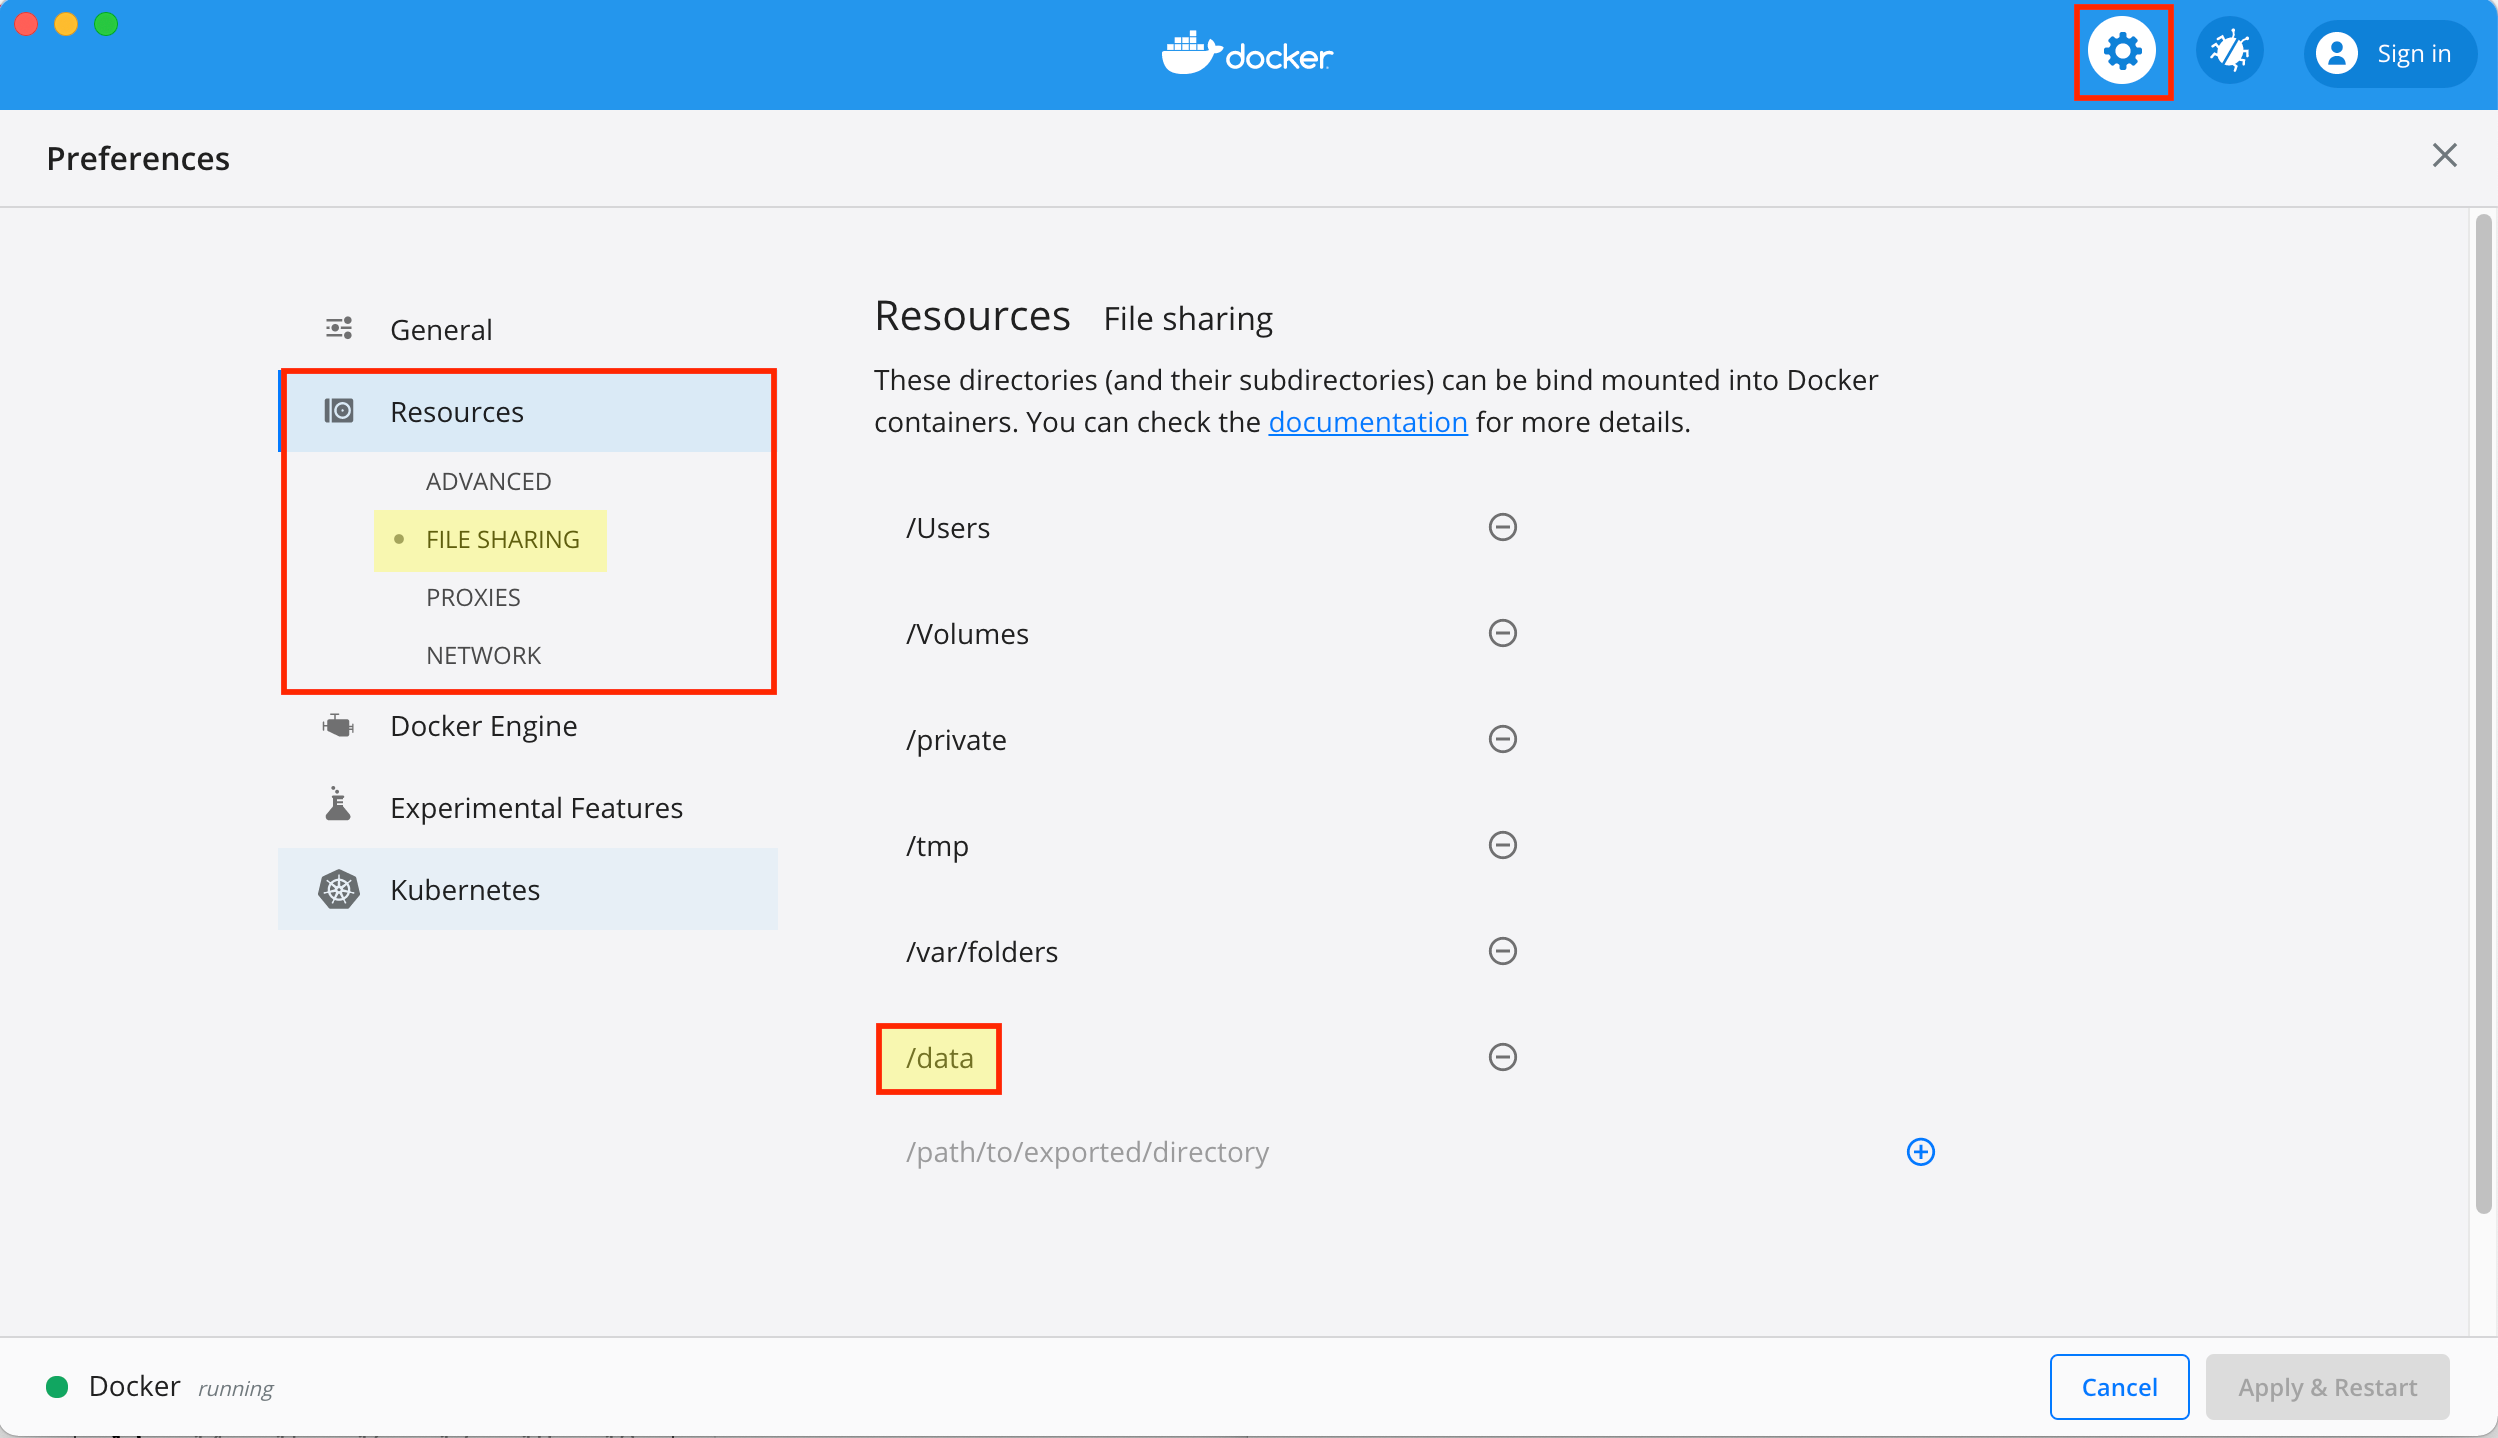 docker
Sign in
Preferences
General
Resources
ADVANCED
FILE SHARING
PROXIES
NETWORK
Docker Engine
Experimental Features
Kubernetes
Resources File sharing
These directories (and their subdirectories) can be bind mounted into Docker
containers. You can check the documentation for more details.
/Users
/Volumes
/private
/tmp
/var/folders
/data
/path/to/exported/directory
Docker running
Cancel
Apply & Restart